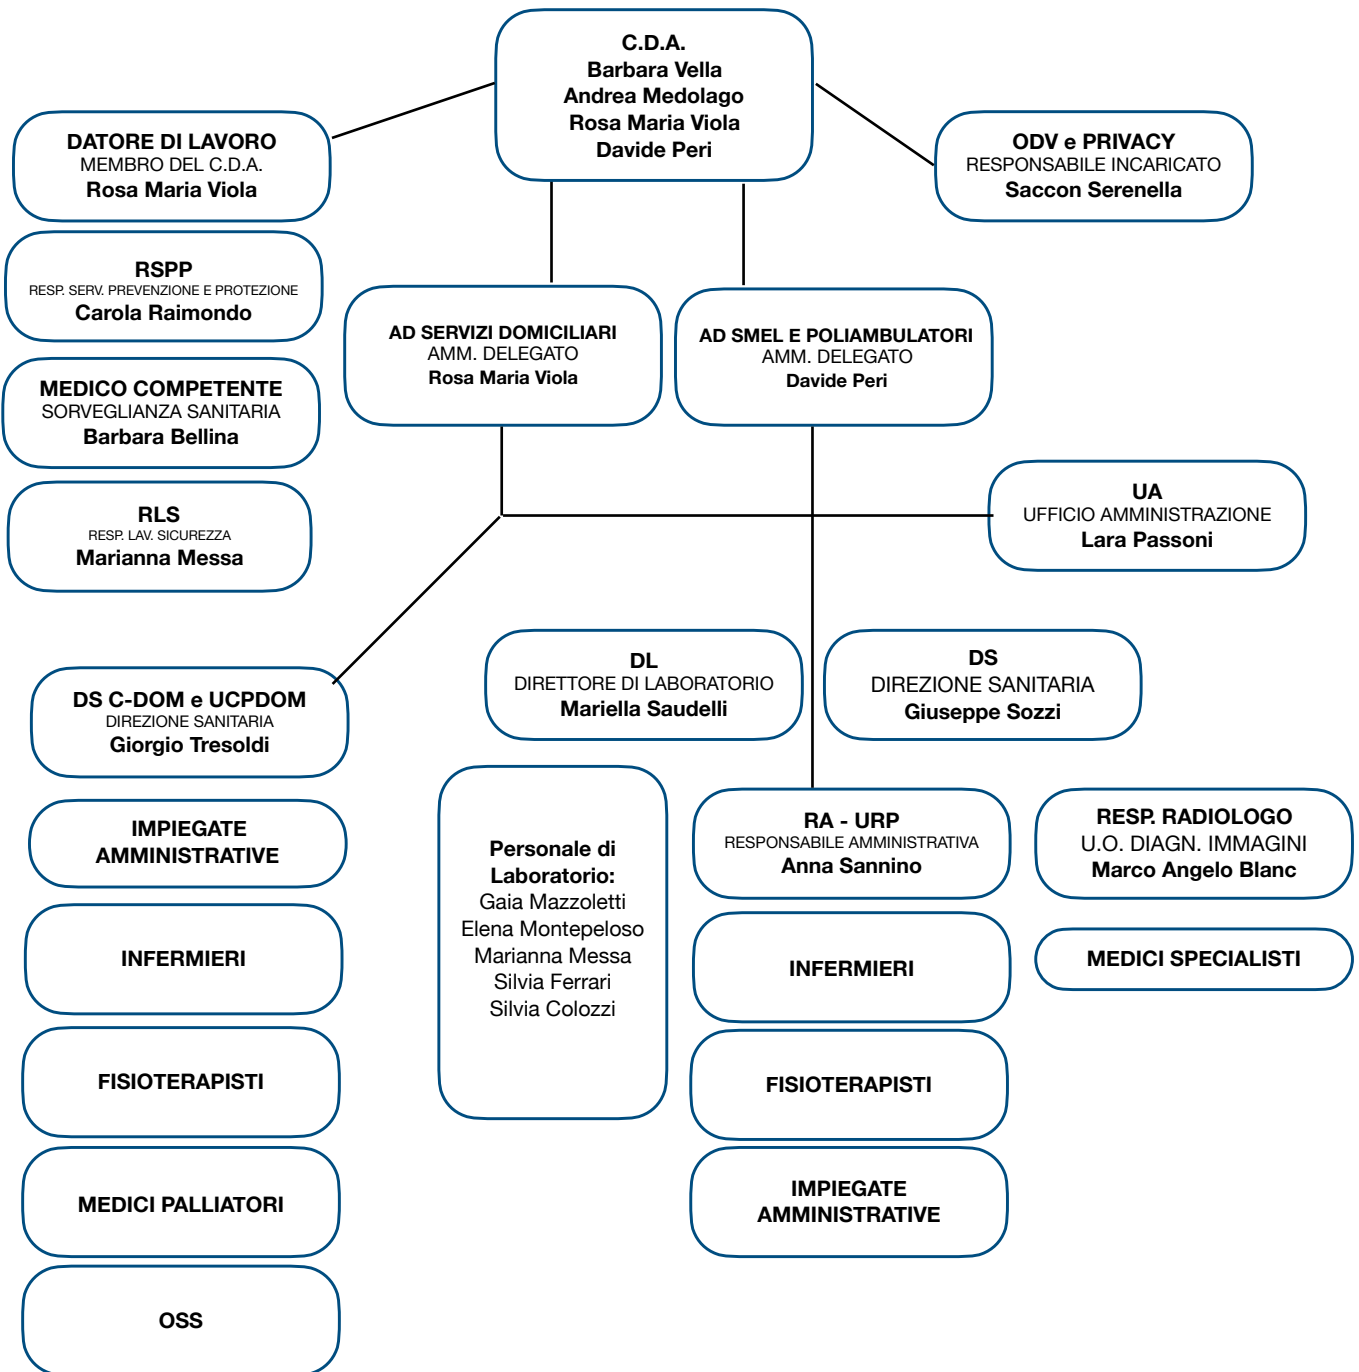 C.D.A.
Barbara Vella
Andrea Medolago
Rosa Maria Viola
Davide Peri
DATORE DI LAVORO
MEMBRO DEL C.D.A.
Rosa Maria Viola
ODV e PRIVACY
RESPONSABILE INCARICATO
Saccon Serenella
RSPP
RESP. SERV. PREVENZIONE E PROTEZIONE
Carola Raimondo
AD SERVIZI DOMICILIARI
AMM. DELEGATO
Rosa Maria Viola
AD SMEL E POLIAMBULATORI
AMM. DELEGATO
Davide Peri
MEDICO COMPETENTE
SORVEGLIANZA SANITARIA
Barbara Bellina
RLS
RESP. LAV. SICUREZZA
Marianna Messa
UA
UFFICIO AMMINISTRAZIONE
Lara Passoni
DS C-DOM e UCPDOM
DIREZIONE SANITARIA
Giorgio Tresoldi
DL
DIRETTORE DI LABORATORIO
Mariella Saudelli
DS
DIREZIONE SANITARIA
Giuseppe Sozzi
IMPIEGATE
AMMINISTRATIVE
INFERMIERI
FISIOTERAPISTI
MEDICI PALLIATORI
OSS
Personale di
Laboratorio:
Gaia Mazzoletti
Elena Montepeloso
Marianna Messa
Silvia Ferrari
Silvia Colozzi
RA - URP
RESPONSABILE AMMINISTRATIVA
Anna Sannino
INFERMIERI
FISIOTERAPISTI
IMPIEGATE
AMMINISTRATIVE
RESP. RADIOLOGO
U.O. DIAGN. IMMAGINI
Marco Angelo Blanc
MEDICI SPECIALISTI